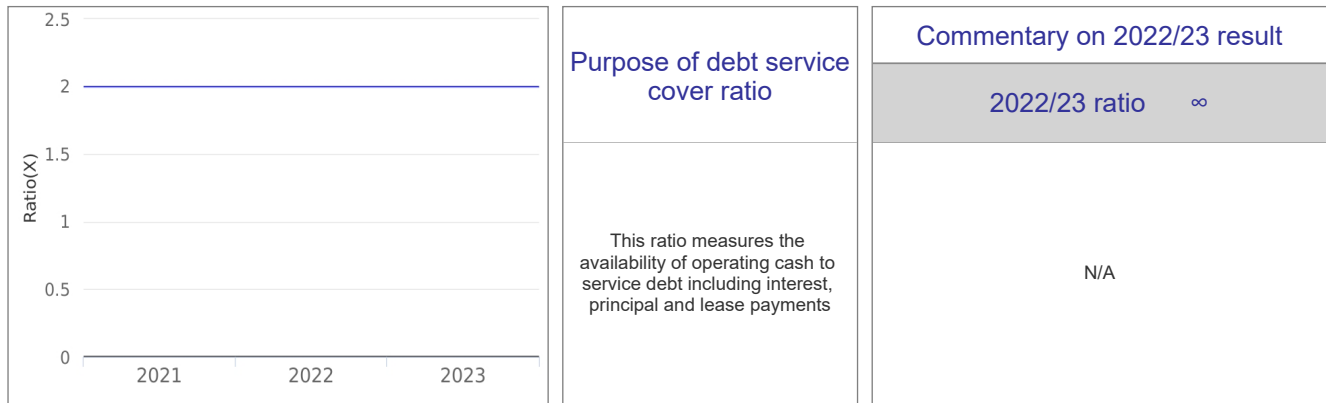 2.5
2
1.5
1
0.5
0
Ratio(X)
2021
2022
2023
Purpose of debt service
cover ratio
This ratio measures the
availability of operating cash to
service debt including interest,
principal and lease payments
Commentary on 2022/23 result
2022/23 ratio ∞
N/A